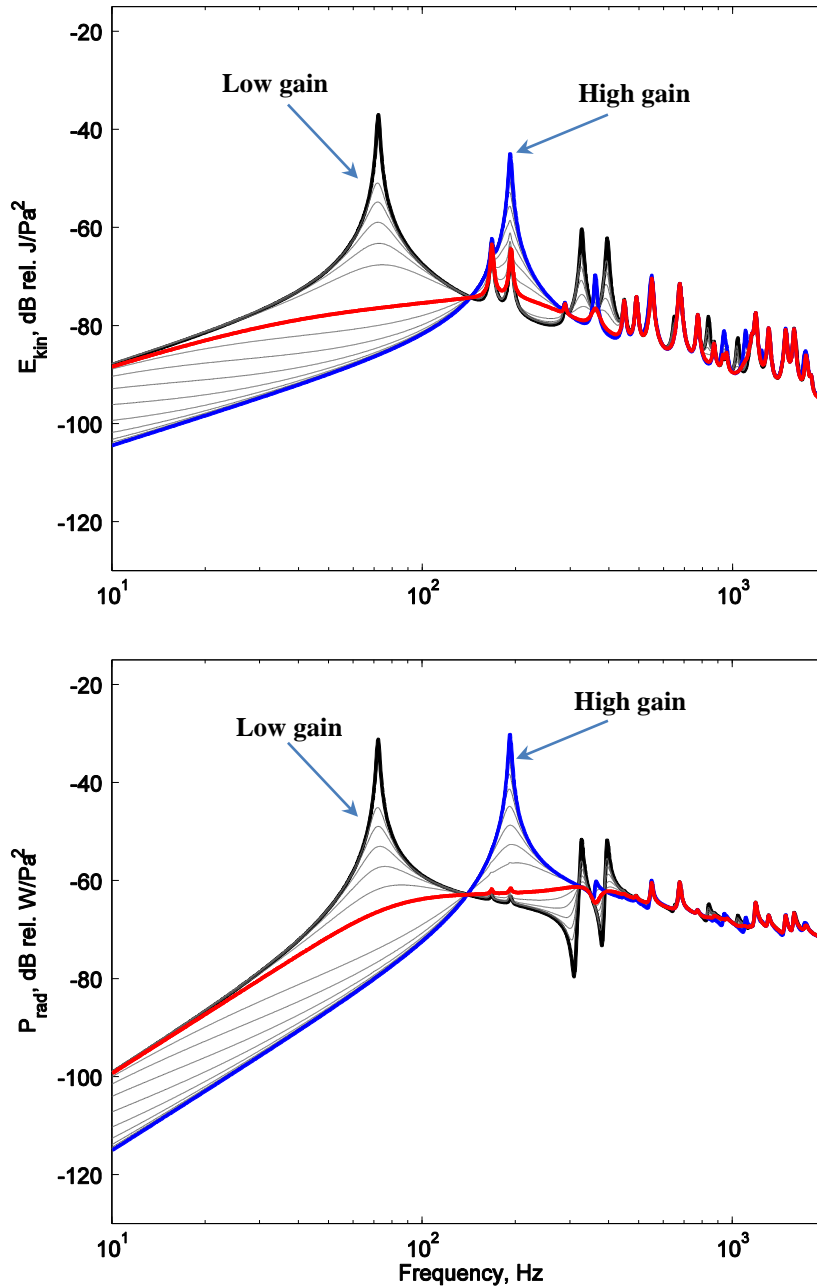 -20
Low gain
High gain
-40
-60
-80
-100
-120
E_kin, dB rel. J/Pa^2
10^1
10^2
10^3
-20
Low gain
High gain
-40
-60
-80
-100
-120
P_rad, dB rel. W/Pa^2
10^1
10^2
10^3
Frequency, Hz